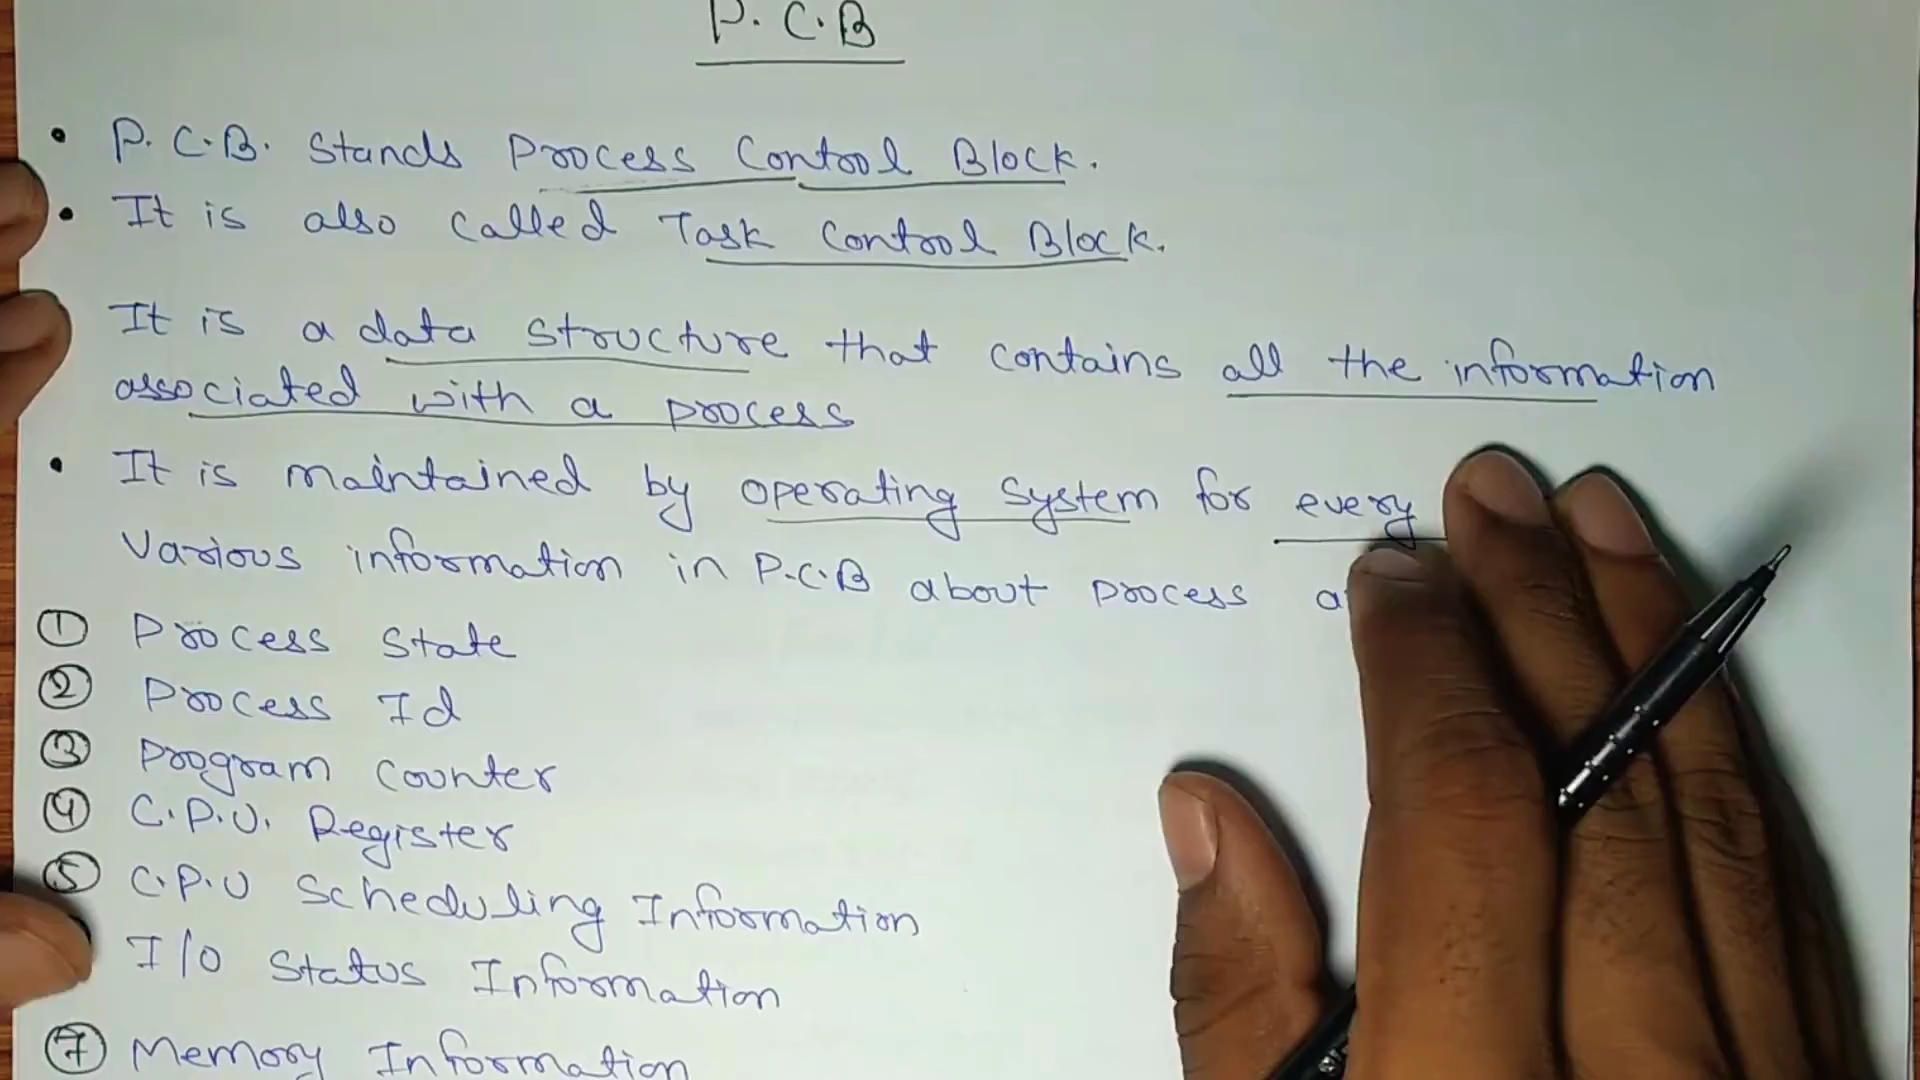 P.C.B
• P.C.B. Stands Process Control Block.
• It is also called Task Control Block.
It is a data structure that contains all the information
associated with a process
• It is maintained by operating System for every
Various information in P.C.B about process
① Process State
② Process Id
③ Program Counter
④ C.P.U. Register
⑤ C.P.U Scheduling Information
I/O Status Information
⑦ Memory Information